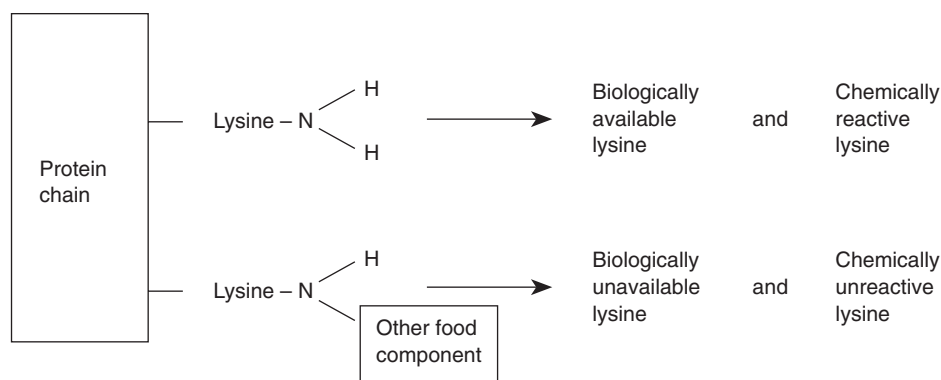 H
Lysine – N
H
Biologically
available
lysine
and
Chemically
reactive
lysine
Protein
chain
H
Lysine – N
Other food
component
Biologically
unavailable
lysine
and
Chemically
unreactive
lysine